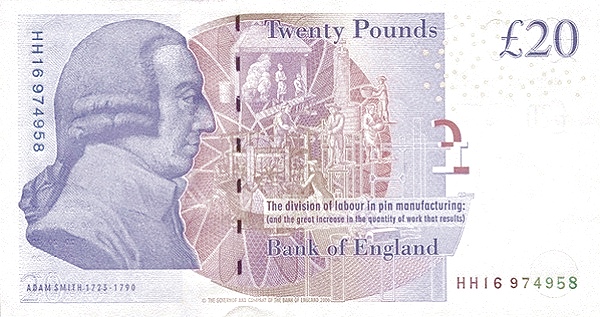 Twenty Pounds
£20
HH16 974958
The division of labour in pin manufacturing:
(and the great increase in the quantity of work that results)
Bank of England
ADAM SMITH 1723-1790
HH16 974958
© THE GOVERNOR AND COMPANY OF THE BANK OF ENGLAND 2006
20